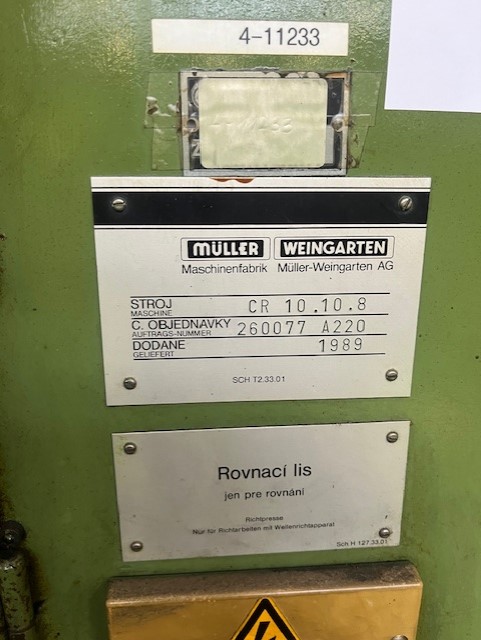 4-11233
MÜLLER WEINGARTEN
Maschinenfabrik Müller-Weingarten AG
STROJ CR 10.10.8
MASCHINE
C. OBJEDNAVKY 260077 A220
AUFTRAGS-NUMMER
DODANE 1989
GELIEFERT
SCH T2.33.01
Rovnací lis
jen pre rovnání
Richtpresse
Nur für Richtarbeiten mit Wellenrichtapparat
Sch H 127.33.01